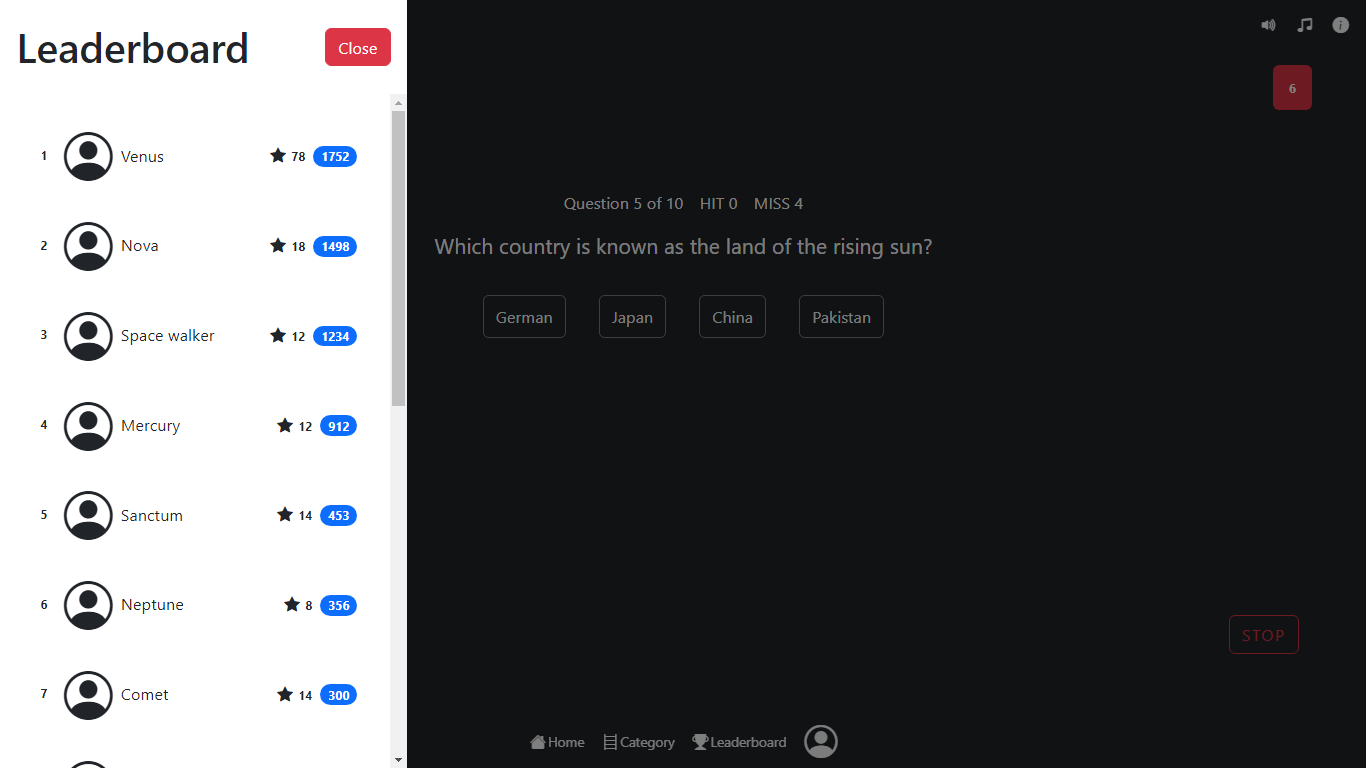 Leaderboard
Close
1 Venus 78 1752
2 Nova 18 1498
3 Space walker 12 1234
4 Mercury 12 912
5 Sanctum 14 453
6 Neptune 8 356
7 Comet 14 300
6
Question 5 of 10 HIT 0 MISS 4
Which country is known as the land of the rising sun?
German Japan China Pakistan
STOP
Home Category Leaderboard